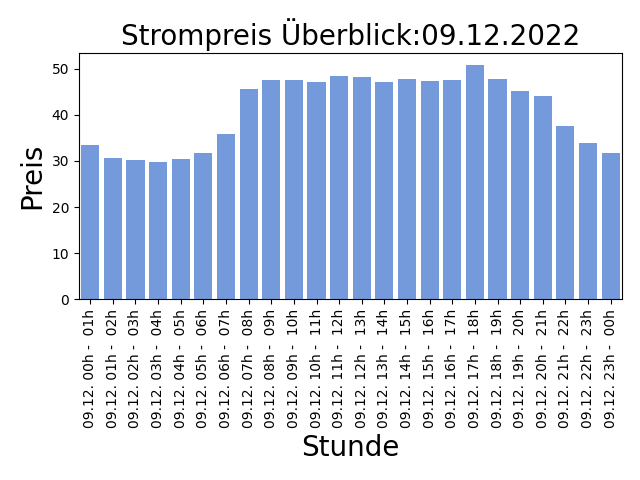 Strompreis Überblick:09.12.2022
Preis
50
40
30
20
10
0
09.12. 00h -   01h
09.12. 01h -   02h
09.12. 02h -   03h
09.12. 03h -   04h
09.12. 04h -   05h
09.12. 05h -   06h
09.12. 06h -   07h
09.12. 07h -   08h
09.12. 08h -   09h
09.12. 09h -   10h
09.12. 10h -   11h
09.12. 11h -   12h
09.12. 12h -   13h
09.12. 13h -   14h
09.12. 14h -   15h
09.12. 15h -   16h
09.12. 16h -   17h
09.12. 17h -   18h
09.12. 18h -   19h
09.12. 19h -   20h
09.12. 20h -   21h
09.12. 21h -   22h
09.12. 22h -   23h
09.12. 23h -   00h
Stunde